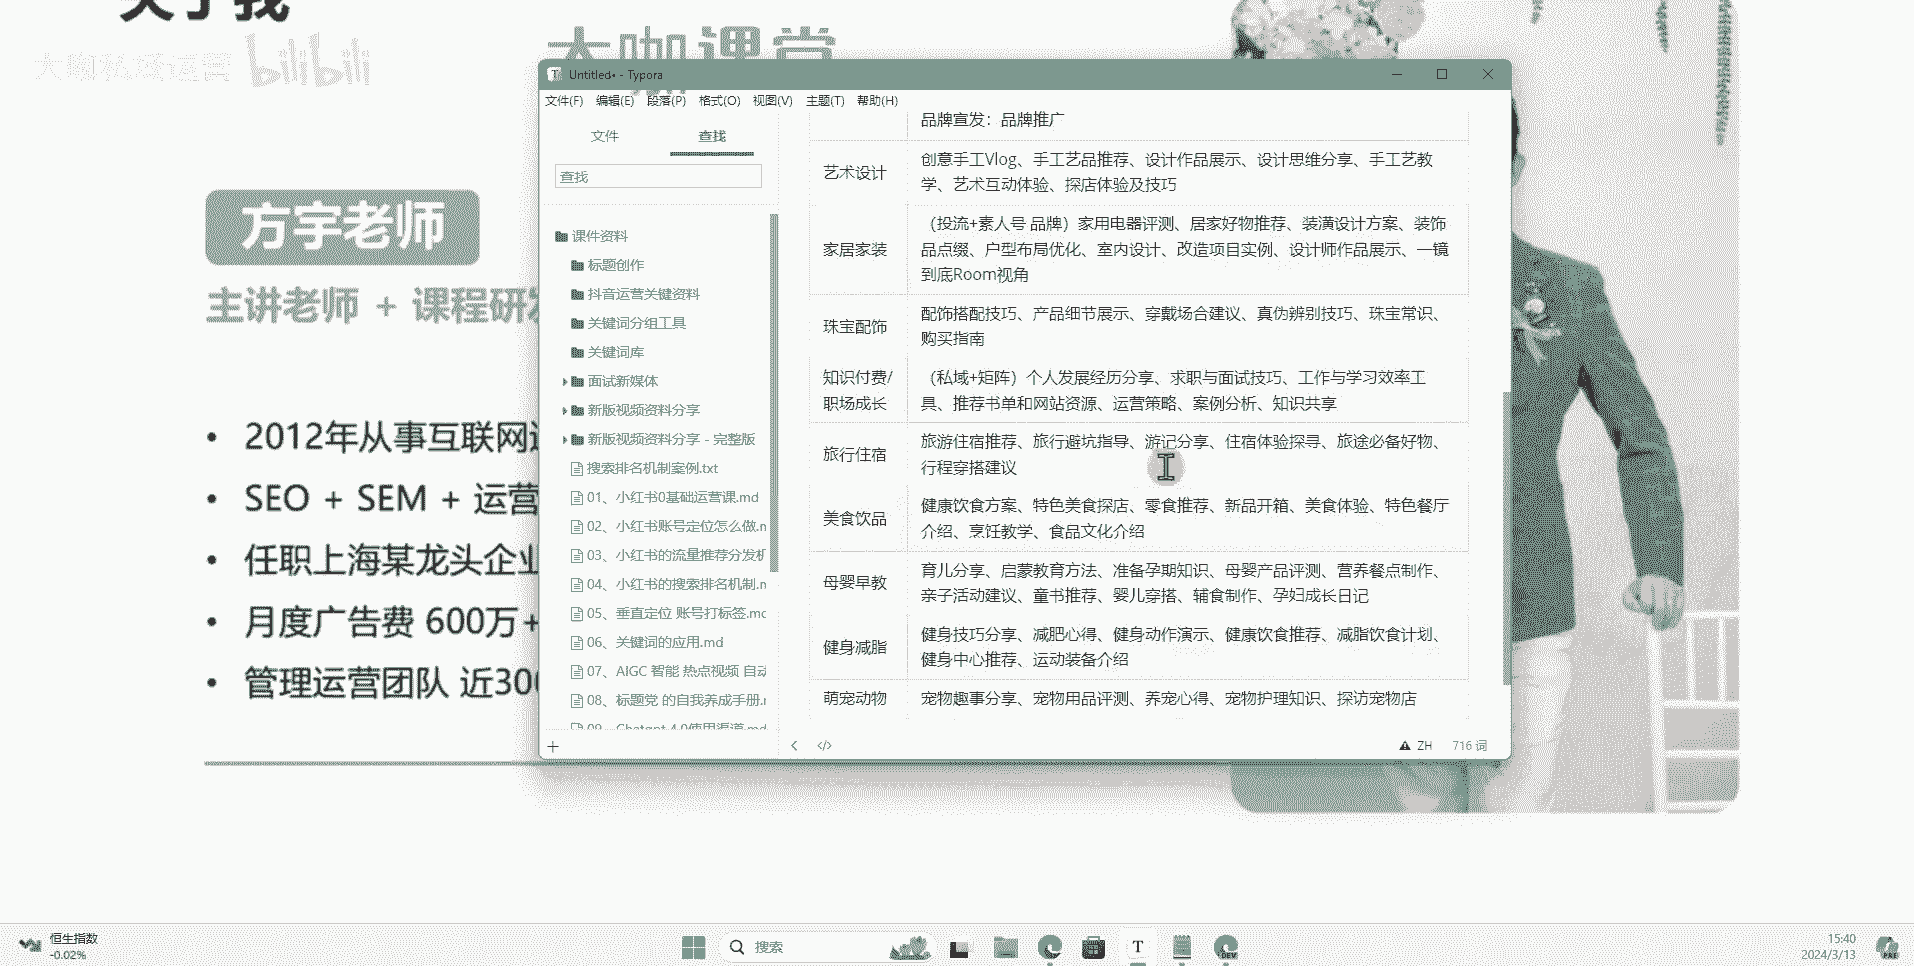 关于我
大咖私域运营 bilibili
大咖课堂
方宇老师
主讲老师 + 课程研发
2012年从事互联网
SEO + SEM + 运营
任职上海某龙头企业
月度广告费 600万+
管理运营团队 近300
Untitled• - Typora
文件(F) 编辑(E) 段落(P) 格式(O) 视图(V) 主题(T) 帮助(H)
文件 查找
查找
课件资料
标题创作
抖音运营关键资料
关键词分组工具
关键词库
面试新媒体
新版视频资料分享
新版视频资料分享 - 完整版
搜索排名机制案例.txt
01、小红书0基础运营课.md
02、小红书账号定位怎么做.m
03、小红书的流量推荐分发机
04、小红书的搜索排名机制.m
05、垂直定位 账号打标签.mc
06、关键词的应用.md
07、AIGC 智能 热点视频 自动
08、标题党 的自我养成手册.r
09、Chatgpt 4.0使用渠道.md
品牌宣发：品牌推广
艺术设计
创意手工Vlog、手工艺品推荐、设计作品展示、设计思维分享、手工艺教
学、艺术互动体验、探店体验及技巧
家居家装
（投流+素人号 品牌）家用电器评测、居家好物推荐、装潢设计方案、装饰
品点缀、户型布局优化、室内设计、改造项目实例、设计师作品展示、一镜
到底Room视角
珠宝配饰
配饰搭配技巧、产品细节展示、穿戴场合建议、真伪辨别技巧、珠宝常识、
购买指南
知识付费/
职场成长
（私域+矩阵）个人发展经历分享、求职与面试技巧、工作与学习效率工
具、推荐书单和网站资源、运营策略、案例分析、知识共享
旅行住宿
旅游住宿推荐、旅行避坑指导、游记分享、住宿体验探寻、旅途必备好物、
行程穿搭建议
美食饮品
健康饮食方案、特色美食探店、零食推荐、新品开箱、美食体验、特色餐厅
介绍、烹饪教学、食品文化介绍
母婴早教
育儿分享、启蒙教育方法、准备孕期知识、母婴产品评测、营养餐点制作、
亲子活动建议、童书推荐、婴儿穿搭、辅食制作、孕妇成长日记
健身减脂
健身技巧分享、减肥心得、健身动作演示、健康饮食推荐、减脂饮食计划、
健身中心推荐、运动装备介绍
萌宠动物
宠物趣事分享、宠物用品评测、养宠心得、宠物护理知识、探访宠物店
ZH 716 词
恒生指数
-0.02%
搜索
T
DEV
15:40
2024/3/13
PRE